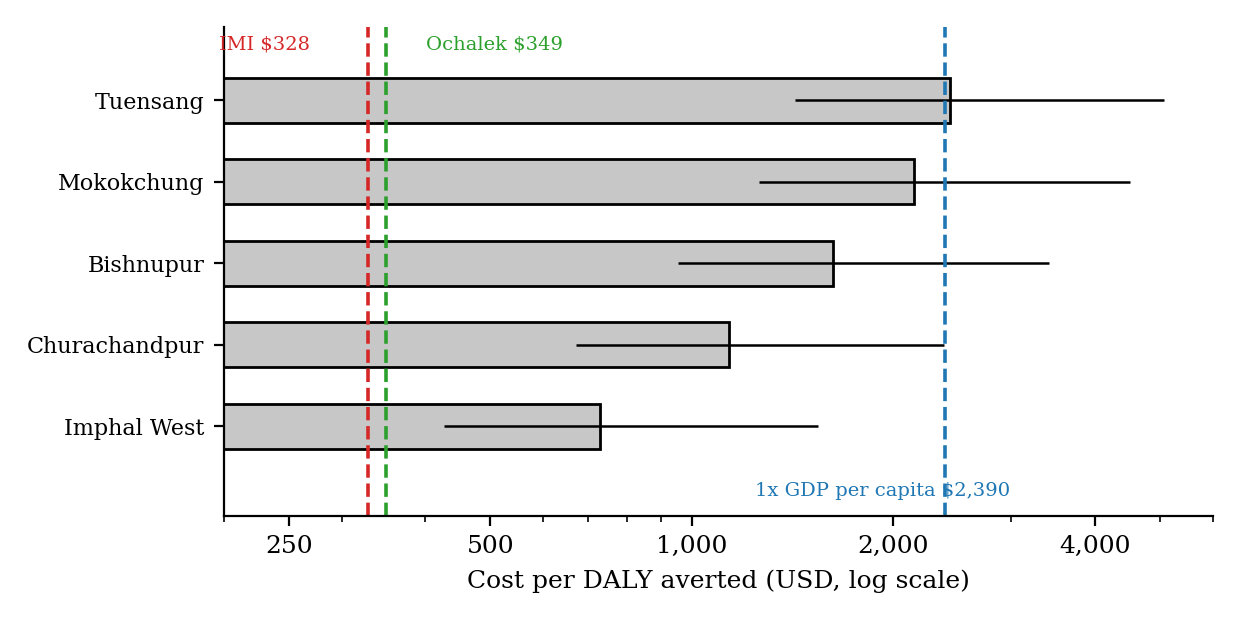 IMI $328
Ochalek $349
Tuensang
Mokokchung
Bishnupur
Churachandpur
Imphal West
1x GDP per capita $2,390
250 500 1,000 2,000 4,000
Cost per DALY averted (USD, log scale)